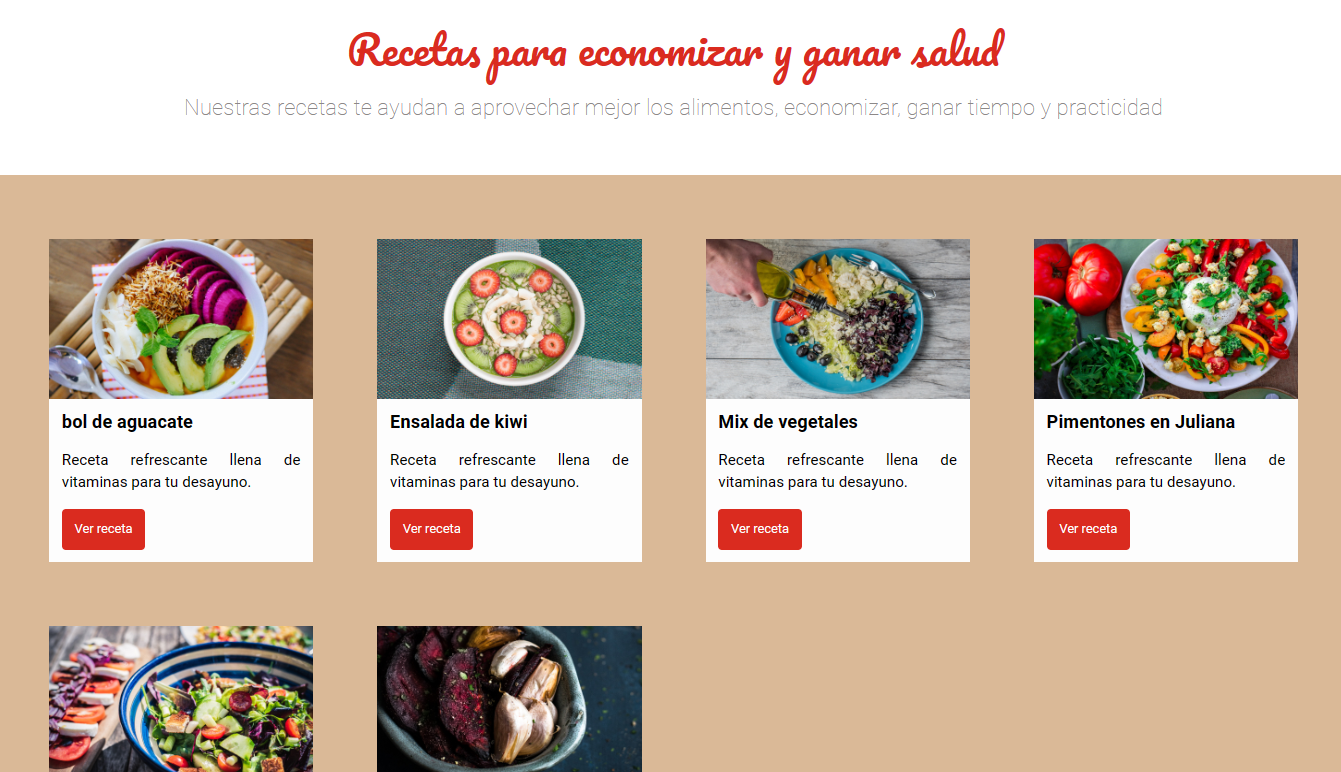 Recetas para economizar y ganar salud
Nuestras recetas te ayudan a aprovechar mejor los alimentos, economizar, ganar tiempo y practicidad
bol de aguacate
Receta refrescante llena de
vitaminas para tu desayuno.
Ver receta
Ensalada de kiwi
Receta refrescante llena de
vitaminas para tu desayuno.
Ver receta
Mix de vegetales
Receta refrescante llena de
vitaminas para tu desayuno.
Ver receta
Pimentones en Juliana
Receta refrescante llena de
vitaminas para tu desayuno.
Ver receta